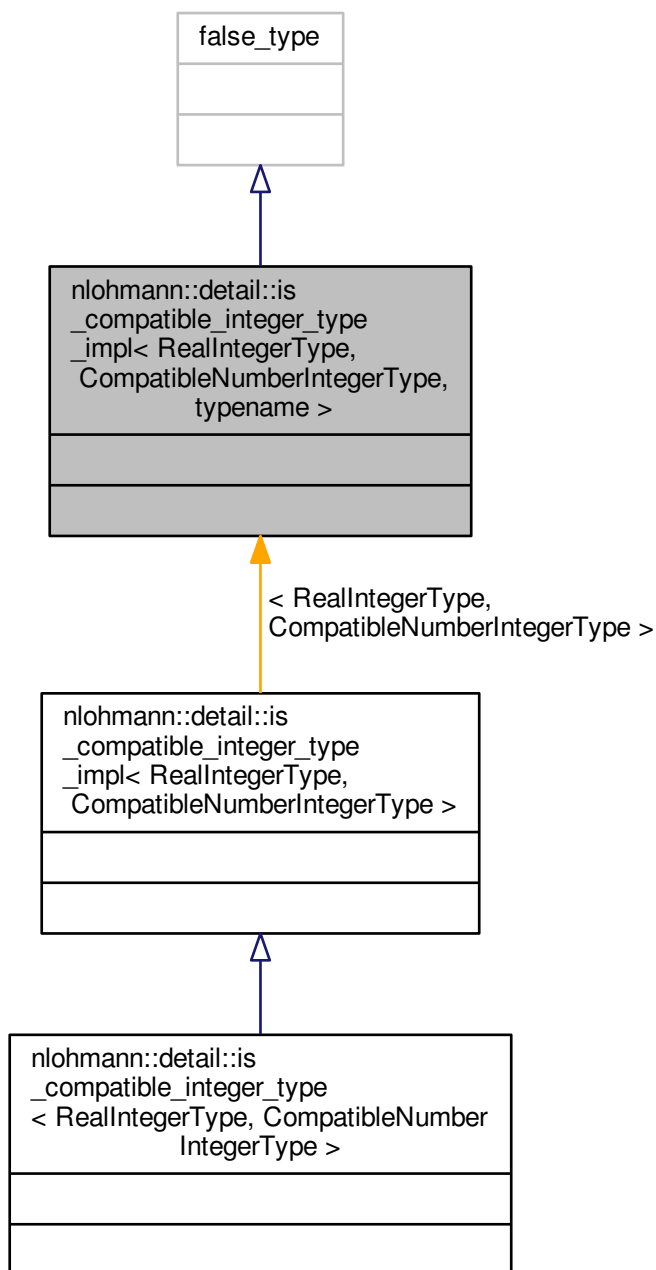 false_type
nlohmann::detail::is
_compatible_integer_type
_impl< RealIntegerType,
CompatibleNumberIntegerType,
typename >
< RealIntegerType,
CompatibleNumberIntegerType >
nlohmann::detail::is
_compatible_integer_type
_impl< RealIntegerType,
CompatibleNumberIntegerType >
nlohmann::detail::is
_compatible_integer_type
< RealIntegerType, CompatibleNumber
IntegerType >